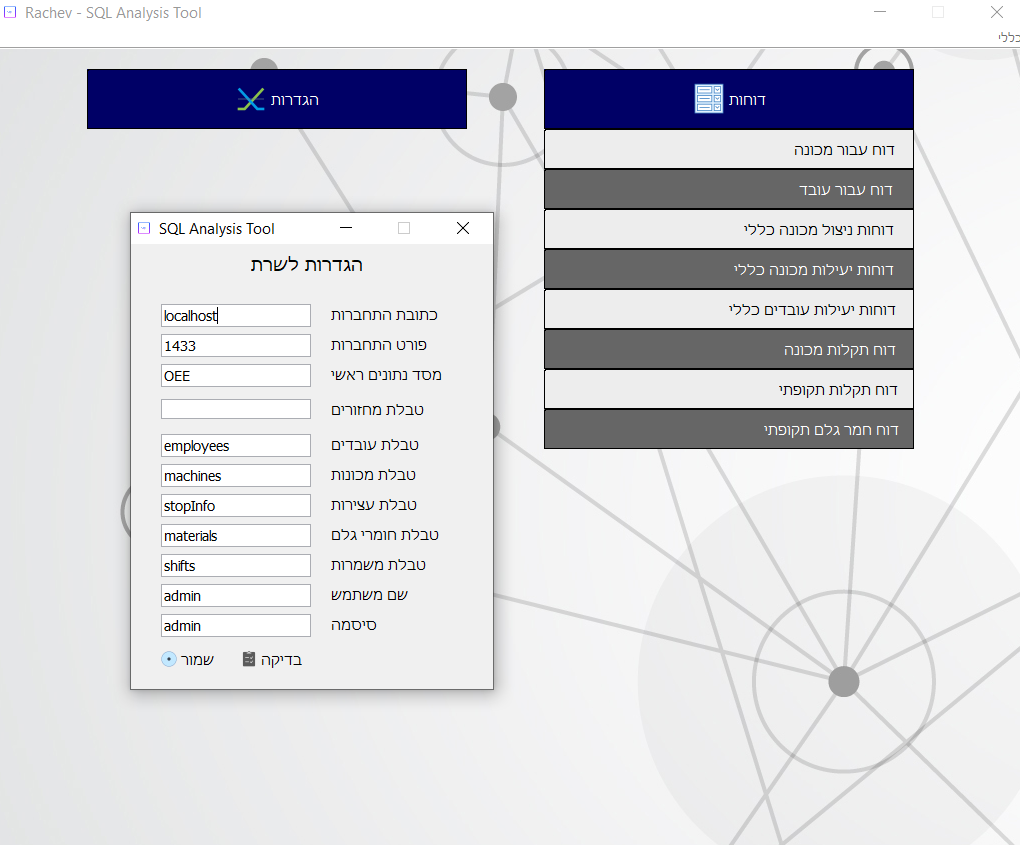 Rachev - SQL Analysis Tool
כללי
דוחות
דוח עבור מכונה
דוח עבור עובד
דוחות ניצול מכונה כללי
דוחות יעילות מכונה כללי
דוחות יעילות עובדים כללי
דוח תקלות מכונה
דוח תקלות תקופתי
דוח חמר גלם תקופתי
הגדרות
SQL Analysis Tool
הגדרות לשרת
כתובת התחברות localhost
פורט התחברות 1433
מסד נתונים ראשי OEE
טבלת מחזורים
טבלת עובדים employees
טבלת מכונות machines
טבלת עצירות stopInfo
טבלת חומרי גלם materials
טבלת משמרות shifts
שם משתמש admin
סיסמה admin
בדיקה שמור